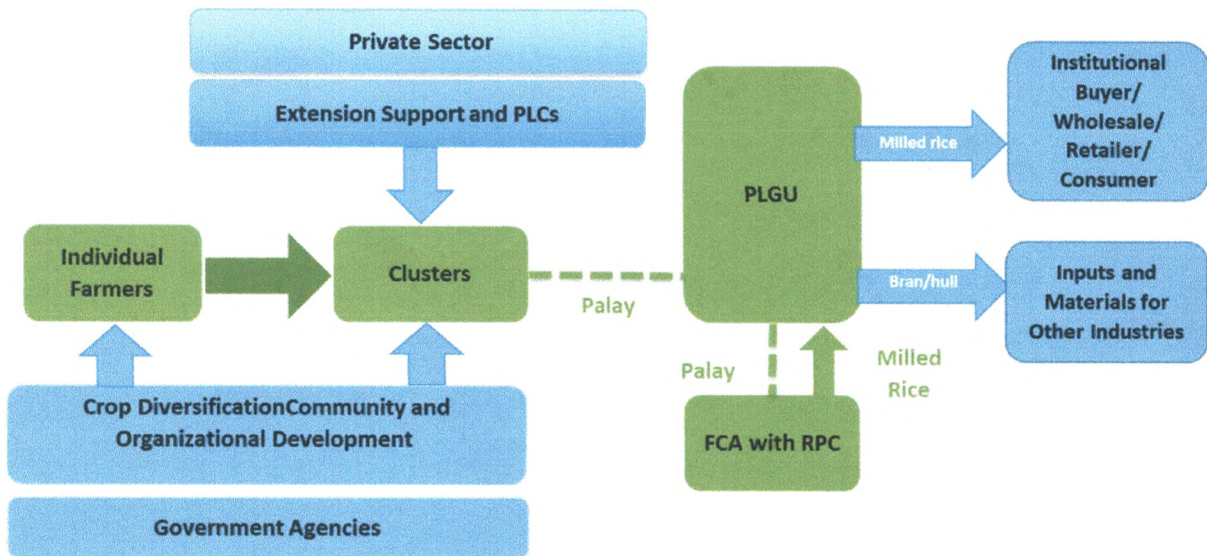 Private Sector
Extension Support and PLCs
Individual
Farmers
Clusters
Palay
PLGU
Milled rice
Institutional
Buyer/
Wholesale/
Retailer/
Consumer
Bran/hull
Inputs and
Materials for
Other Industries
Palay
Milled
Rice
FCA with RPC
Crop DiversificationCommunity and
Organizational Development
Government Agencies